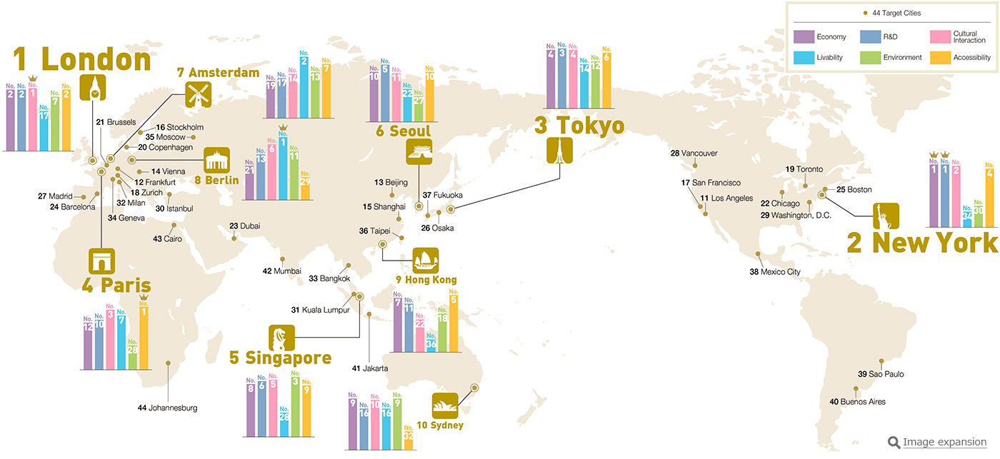 44 Target Cities
Economy
R&D
Cultural
Interaction
Livability
Environment
Accessibility
1 London
No. 2
No. 2
No. 1
No. 17
No. 7
No. 2
7 Amsterdam
No. 19
No. 17
No. 14
No. 2
No. 13
No. 7
No. 10
No. 5
No. 11
No. 22
No. 27
No. 10
6 Seoul
No. 4
No. 3
No. 4
No. 14
No. 12
No. 6
3 Tokyo
21 Brussels
16 Stockholm
35 Moscow
20 Copenhagen
14 Vienna
12 Frankfurt
18 Zurich
32 Milan
34 Geneva
30 Istanbul
27 Madrid
24 Barcelona
43 Cairo
23 Dubai
8 Berlin
No. 21
No. 13
No. 6
No. 1
No. 11
No. 29
13 Beijing
15 Shanghai
36 Taipei
37 Fukuoka
26 Osaka
28 Vancouver
17 San Francisco
11 Los Angeles
19 Toronto
25 Boston
22 Chicago
29 Washington, D.C.
No. 1
No. 1
No. 2
No. 34
No. 30
No. 4
2 New York
38 Mexico City
4 Paris
No. 12
No. 10
No. 3
No. 7
No. 28
No. 1
42 Mumbai
33 Bangkok
31 Kuala Lumpur
9 Hong Kong
No. 7
No. 11
No. 22
No. 36
No. 18
No. 5
5 Singapore
No. 8
No. 6
No. 5
No. 28
No. 3
No. 9
41 Jakarta
No. 9
No. 16
No. 10
No. 16
No. 9
No. 32
10 Sydney
44 Johannesburg
39 Sao Paulo
40 Buenos Aires
Image expansion